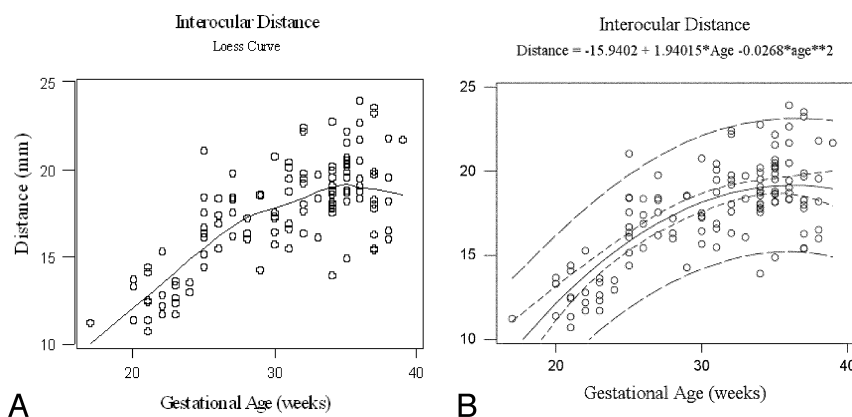 A
Interocular Distance
Loess Curve
25
20
15
10
Distance (mm)
20
30
40
Gestational Age (weeks)
B
Interocular Distance
Distance = -15.9402 + 1.94015*Age -0.0268*age**2
25
20
15
10
20
30
40
Gestational Age (weeks)